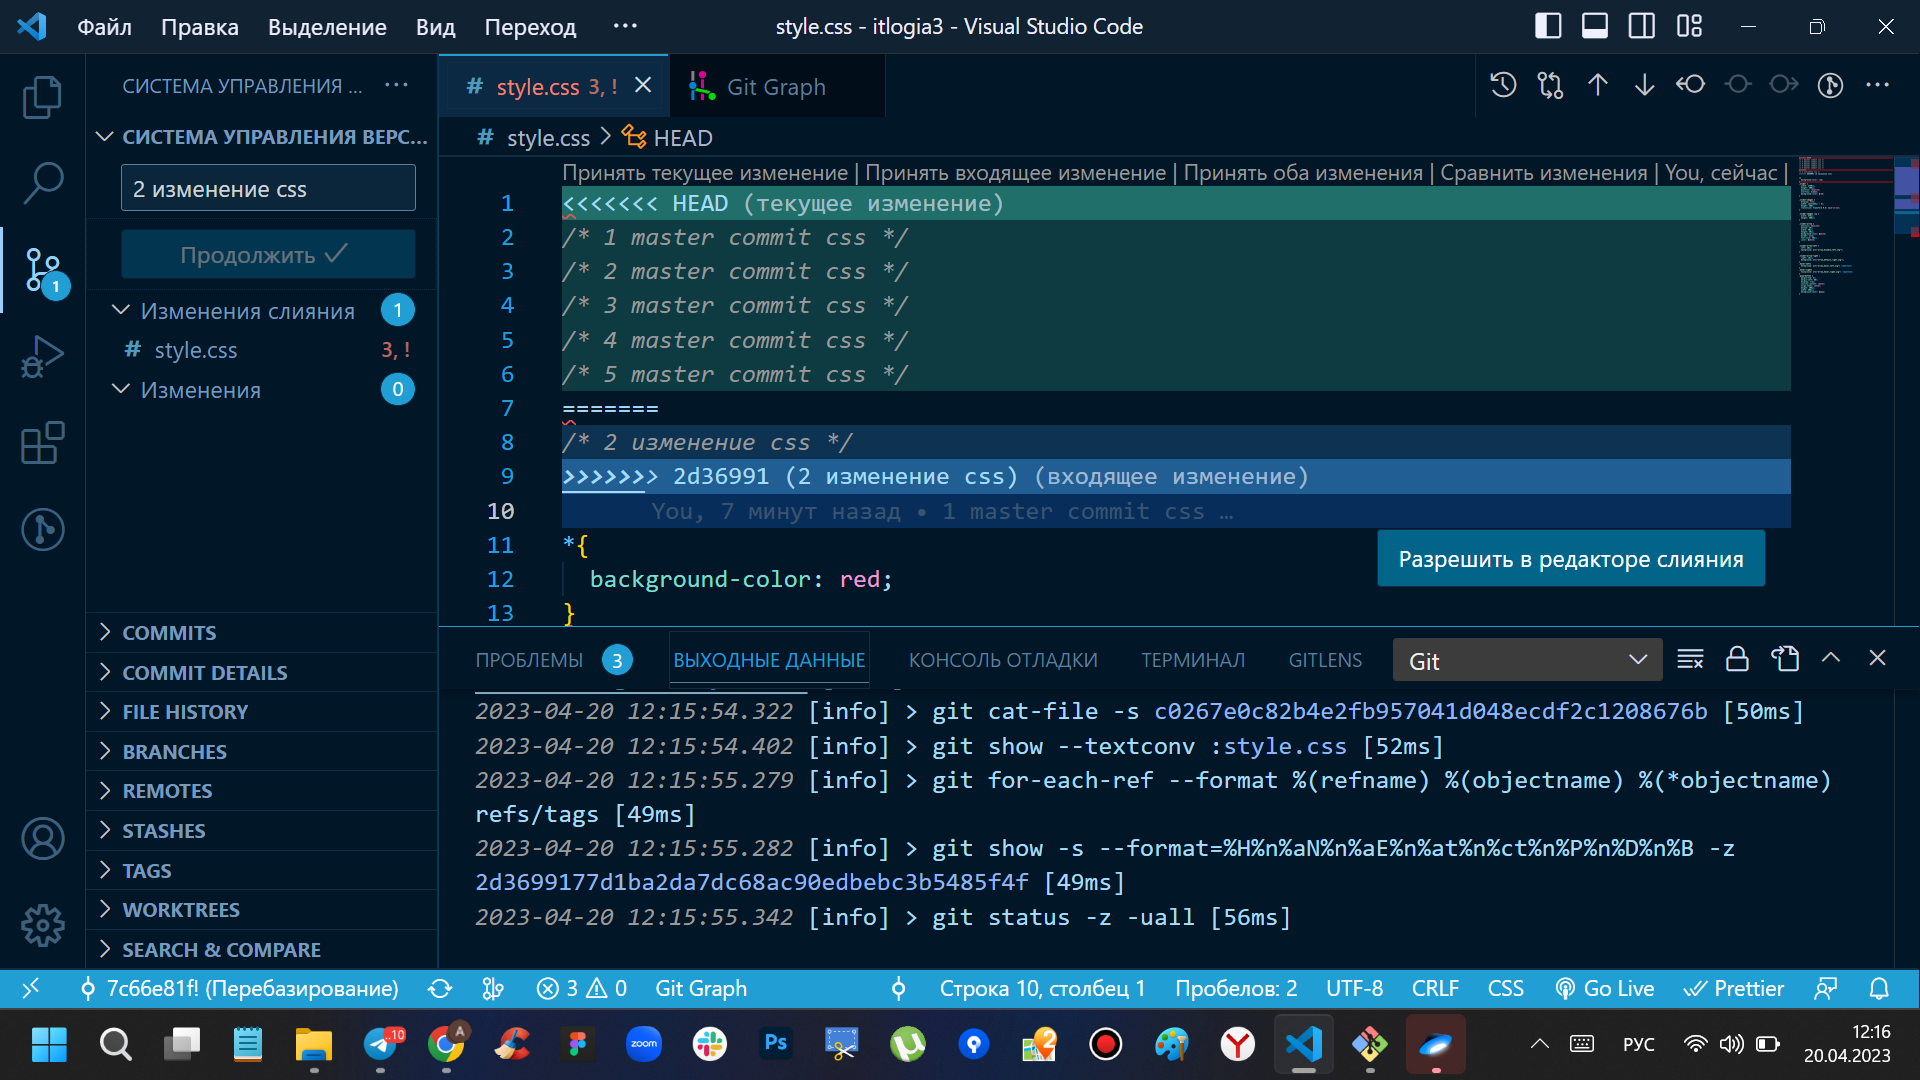 Файл Правка Выделение Вид Переход ···
style.css - itlogia3 - Visual Studio Code
СИСТЕМА УПРАВЛЕНИЯ ... ···
СИСТЕМА УПРАВЛЕНИЯ ВЕРС...
2 изменение css
Продолжить
1
Изменения слияния 1
# style.css 3, !
Изменения 0
COMMITS
COMMIT DETAILS
FILE HISTORY
BRANCHES
REMOTES
STASHES
TAGS
WORKTREES
SEARCH & COMPARE
# style.css 3, !
Git Graph
# style.css > HEAD
Принять текущее изменение | Принять входящее изменение | Принять оба изменения | Сравнить изменения | You, сейчас |
1 <<<<<<< HEAD (текущее изменение)
2 /* 1 master commit css */
3 /* 2 master commit css */
4 /* 3 master commit css */
5 /* 4 master commit css */
6 /* 5 master commit css */
7 =======
8 /* 2 изменение css */
9 >>>>>>> 2d36991 (2 изменение css) (входящее изменение)
10 You, 7 минут назад • 1 master commit css …
11 *{
12 background-color: red;
13 }
Разрешить в редакторе слияния
ПРОБЛЕМЫ 3 ВЫХОДНЫЕ ДАННЫЕ КОНСОЛЬ ОТЛАДКИ ТЕРМИНАЛ GITLENS Git
2023-04-20 12:15:54.322 [info] > git cat-file -s c0267e0c82b4e2fb957041d048ecdf2c1208676b [50ms]
2023-04-20 12:15:54.402 [info] > git show --textconv :style.css [52ms]
2023-04-20 12:15:55.279 [info] > git for-each-ref --format %(refname) %(objectname) %(*objectname)
refs/tags [49ms]
2023-04-20 12:15:55.282 [info] > git show -s --format=%H%n%aN%n%aE%n%at%n%ct%n%P%n%D%n%B -z
2d3699177d1ba2da7dc68ac90edbebc3b5485f4f [49ms]
2023-04-20 12:15:55.342 [info] > git status -z -uall [56ms]
7c66e81f! (Перебазирование) 3 0 Git Graph Строка 10, столбец 1 Пробелов: 2 UTF-8 CRLF CSS Go Live Prettier
10
A
zoom
Ps
2
РУС
12:16
20.04.2023